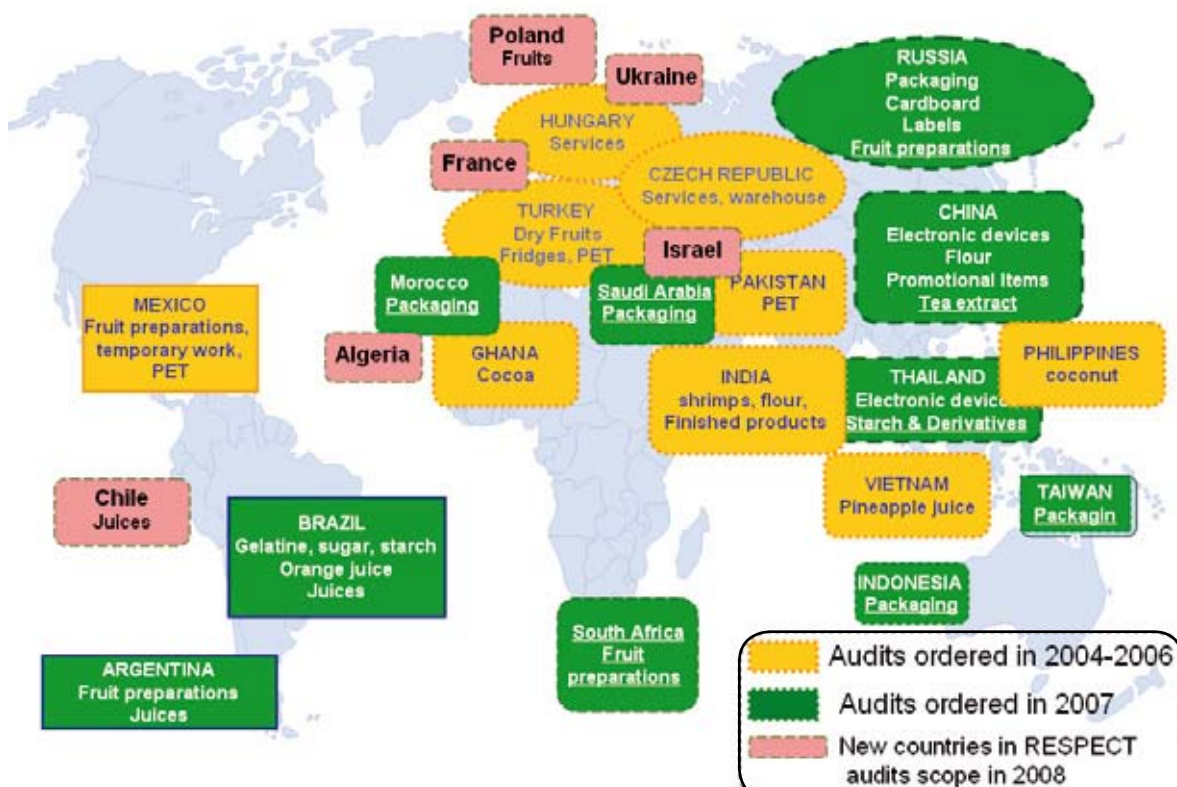 Poland
Fruits
Ukraine
RUSSIA
Packaging
Cardboard
Labels
Fruit preparations
HUNGARY
Services
France
CZECH REPUBLIC
Services, warehouse
TURKEY
Dry Fruits
Fridges, PET
CHINA
Electronic devices
Flour
Promotional Items
Tea extract
Israel
Morocco
Packaging
Saudi Arabia
Packaging
PAKISTAN
PET
MEXICO
Fruit preparations,
temporary work,
PET
Algeria
GHANA
Cocoa
INDIA
shrimps, flour,
Finished products
THAILAND
Electronic devic
Starch & Derivatives
PHILIPPINES
coconut
Chile
Juices
BRAZIL
Gelatine, sugar, starch
Orange juice
Juices
VIETNAM
Pineapple juice
TAIWAN
Packagin
INDONESIA
Packaging
South Africa
Fruit
preparations
ARGENTINA
Fruit preparations
Juices
Audits ordered in 2004-2006
Audits ordered in 2007
New countries in RESPECT
audits scope in 2008